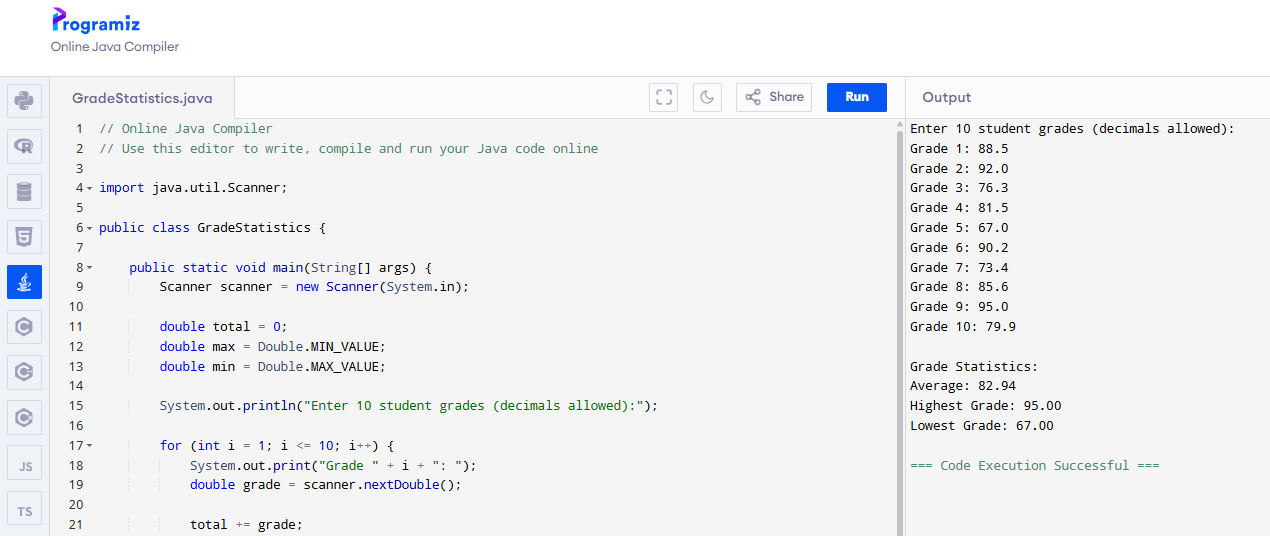 Programiz
Online Java Compiler
GradeStatistics.java
Share
Run
Output
1 // Online Java Compiler
2 // Use this editor to write, compile and run your Java code online
3
4 import java.util.Scanner;
5
6 public class GradeStatistics {
7
8     public static void main(String[] args) {
9         Scanner scanner = new Scanner(System.in);
10
11         double total = 0;
12         double max = Double.MIN_VALUE;
13         double min = Double.MAX_VALUE;
14
15         System.out.println("Enter 10 student grades (decimals allowed):");
16
17         for (int i = 1; i <= 10; i++) {
18             System.out.print("Grade " + i + ": ");
19             double grade = scanner.nextDouble();
20
21             total += grade;
JS
TS
Enter 10 student grades (decimals allowed):
Grade 1: 88.5
Grade 2: 92.0
Grade 3: 76.3
Grade 4: 81.5
Grade 5: 67.0
Grade 6: 90.2
Grade 7: 73.4
Grade 8: 85.6
Grade 9: 95.0
Grade 10: 79.9
Grade Statistics:
Average: 82.94
Highest Grade: 95.00
Lowest Grade: 67.00
=== Code Execution Successful ===